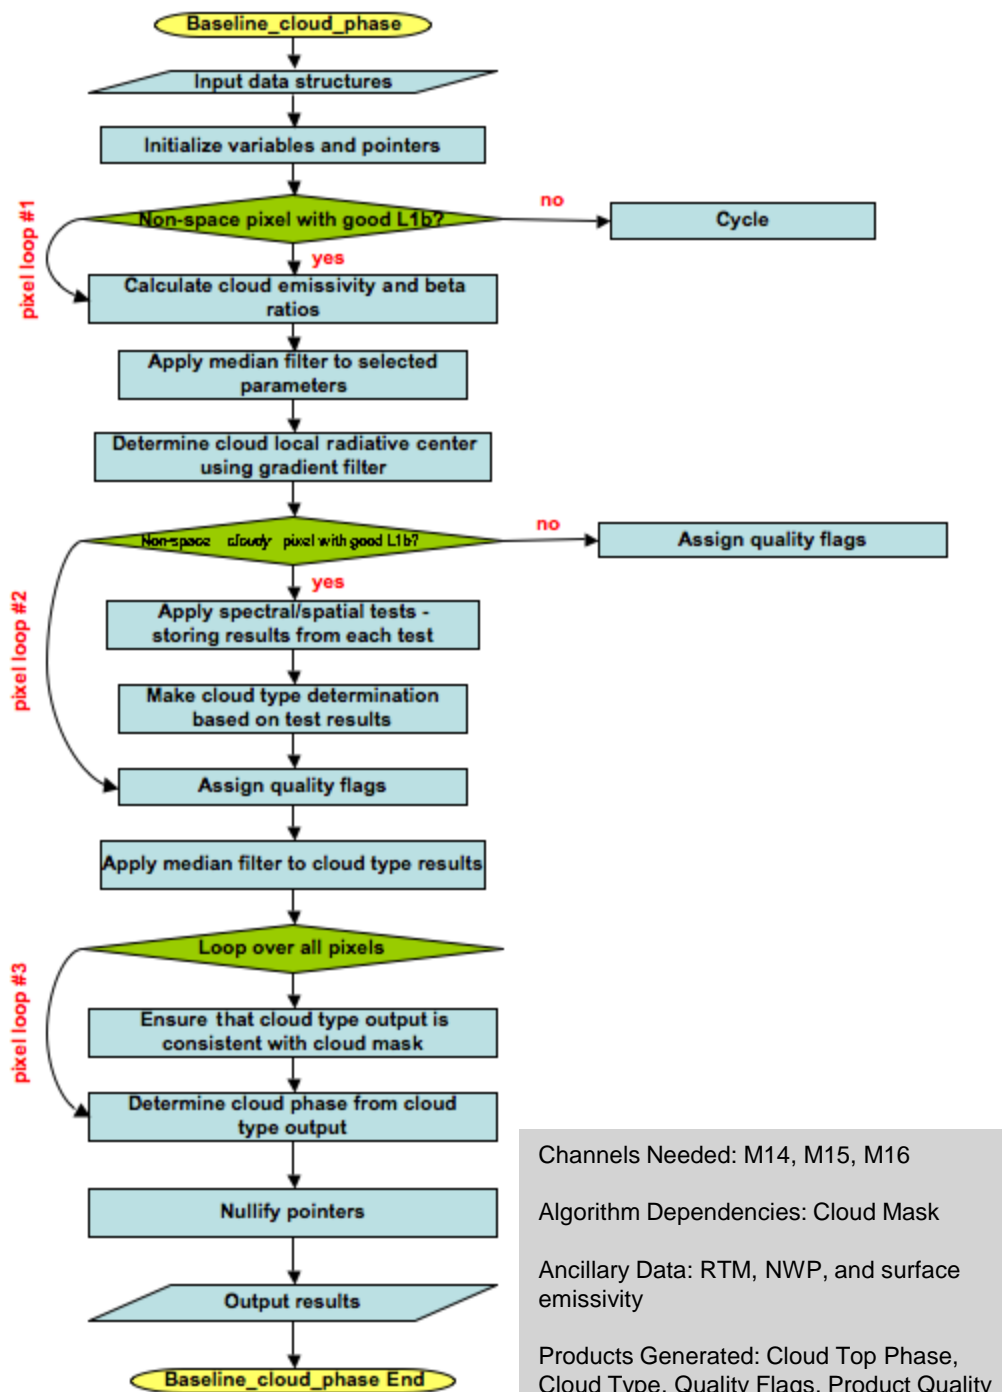 Baseline_cloud_phase
Input data structures
Initialize variables and pointers
pixel loop #1
Non-space pixel with good L1b?
no
Cycle
yes
Calculate cloud emissivity and beta
ratios
Apply median filter to selected
parameters
Determine cloud local radiative center
using gradient filter
pixel loop #2
Non-space cloudy pixel with good L1b?
no
Assign quality flags
yes
Apply spectral/spatial tests -
storing results from each test
Make cloud type determination
based on test results
Assign quality flags
Apply median filter to cloud type results
pixel loop #3
Loop over all pixels
Ensure that cloud type output is
consistent with cloud mask
Determine cloud phase from cloud
type output
Nullify pointers
Output results
Baseline_cloud_phase End
Channels Needed: M14, M15, M16
Algorithm Dependencies: Cloud Mask
Ancillary Data: RTM, NWP, and surface
emissivity
Products Generated: Cloud Top Phase,
Cloud Type, Quality Flags, Product Quality